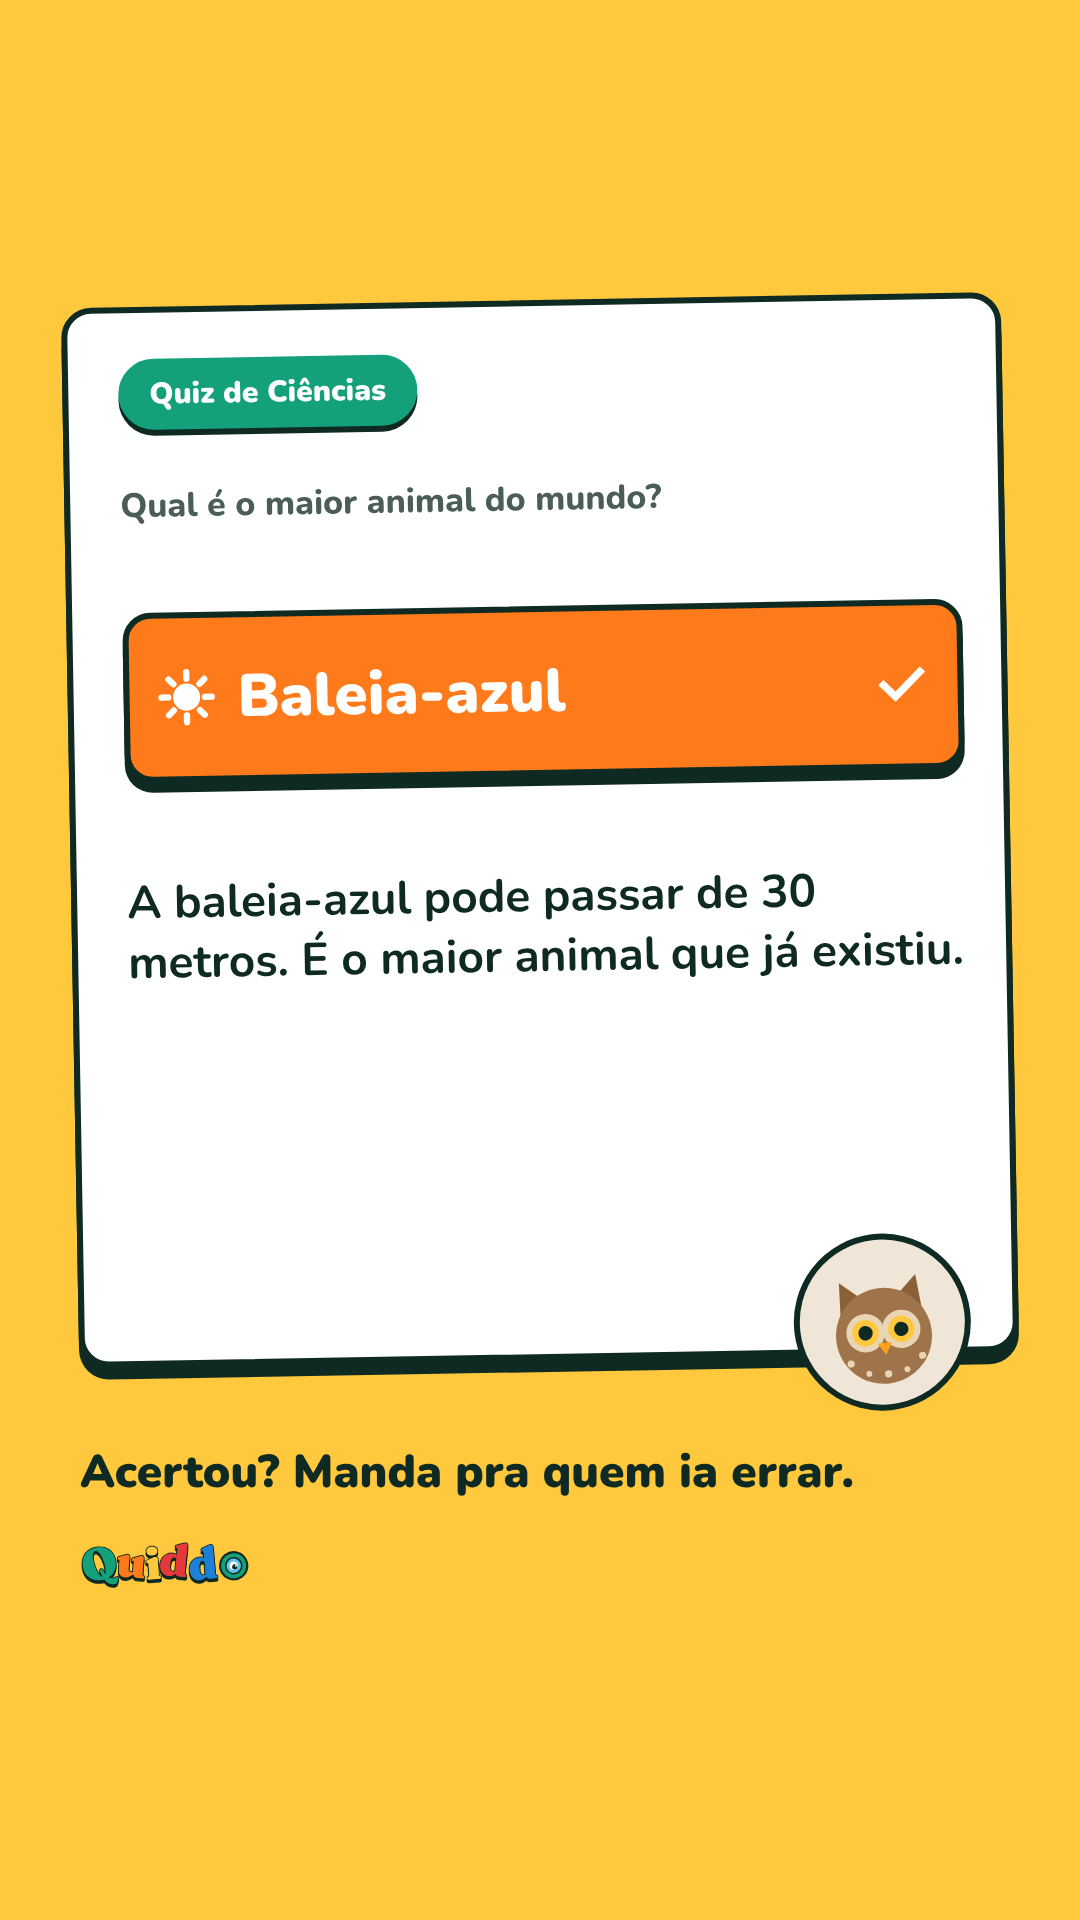 Quiz de Ciências
Qual é o maior animal do mundo?
Baleia-azul
A baleia-azul pode passar de 30
metros. É o maior animal que já existiu.
Acertou? Manda pra quem ia errar.
Quiddo